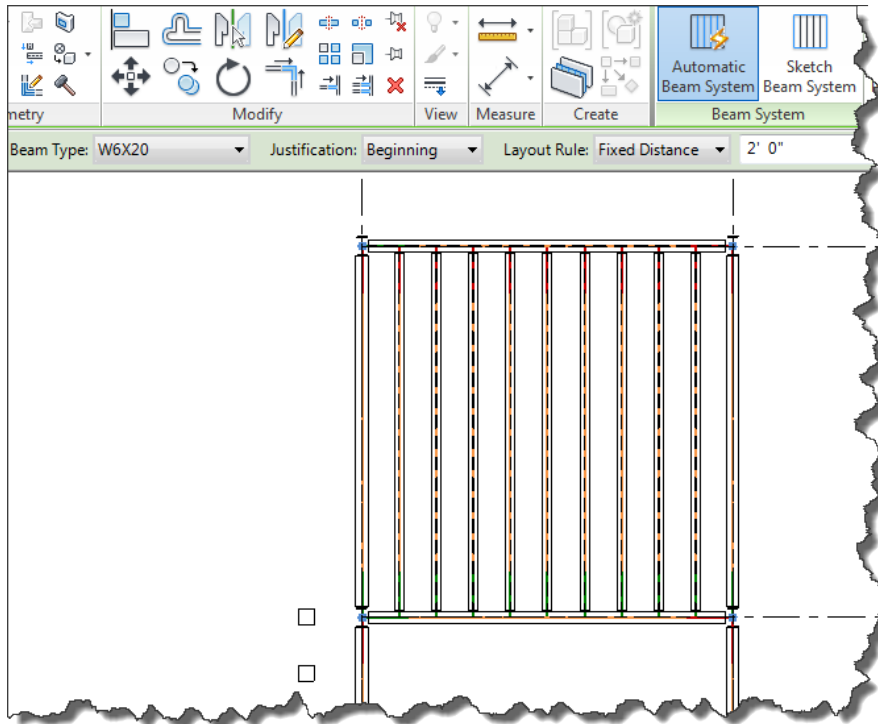 Automatic
Beam System
Sketch
Beam System
metry
Modify
View
Measure
Create
Beam System
Beam Type: W6X20
Justification: Beginning
Layout Rule: Fixed Distance
2' 0"